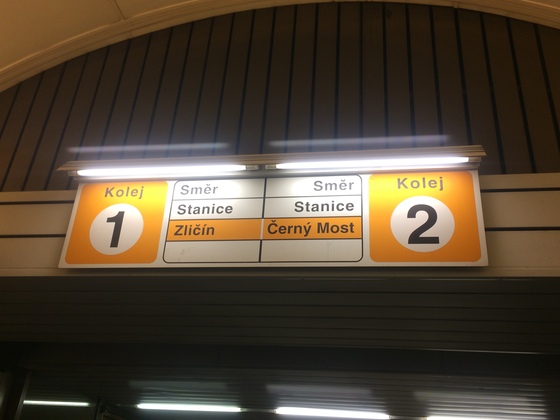 Kolej
1
Směr
Stanice
Zličín
Směr
Stanice
Černý Most
Kolej
2